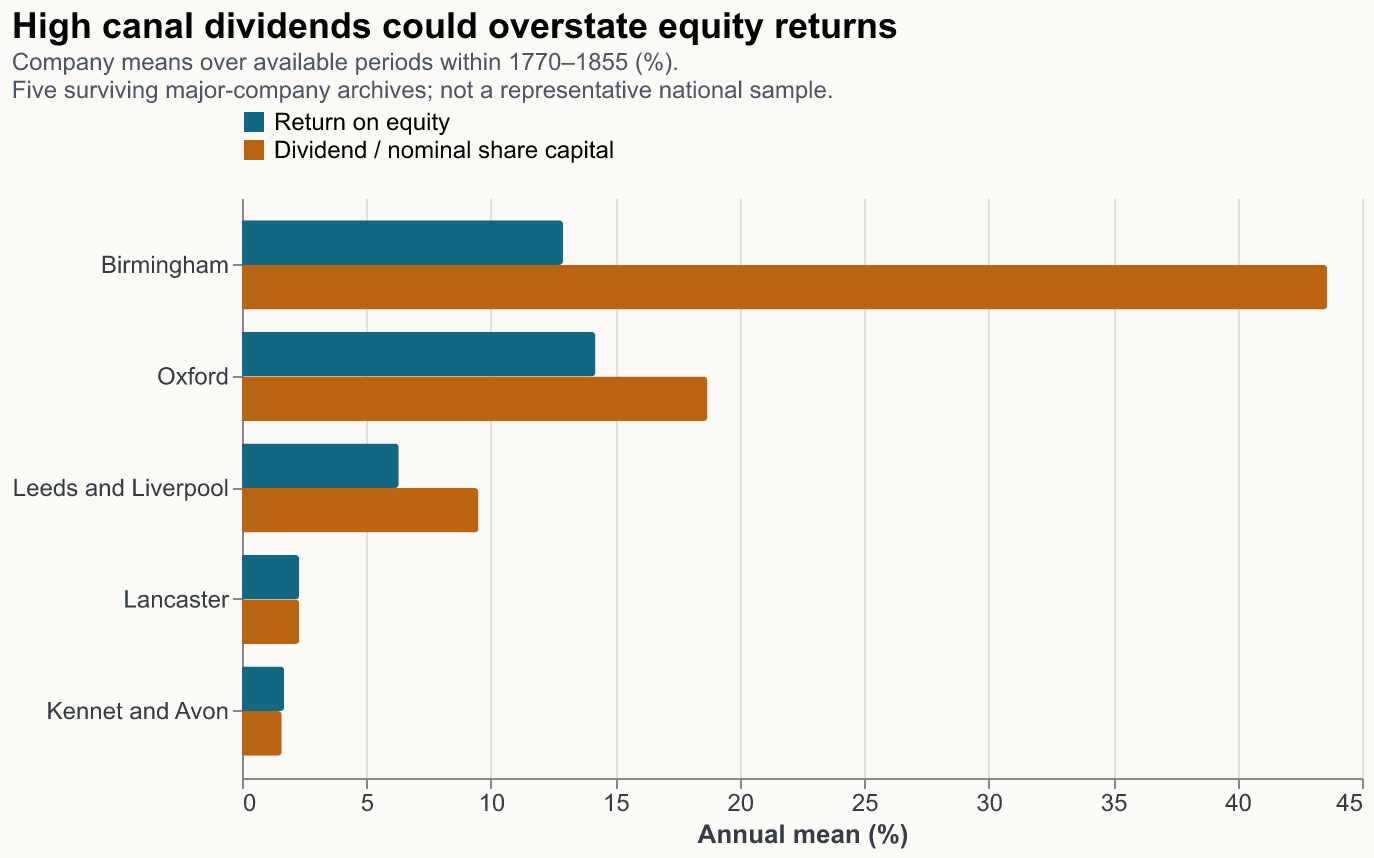 High canal dividends could overstate equity returns
Company means over available periods within 1770–1855 (%).
Five surviving major-company archives; not a representative national sample.
Return on equity
Dividend / nominal share capital
Birmingham
Oxford
Leeds and Liverpool
Lancaster
Kennet and Avon
0 5 10 15 20 25 30 35 40 45
Annual mean (%)